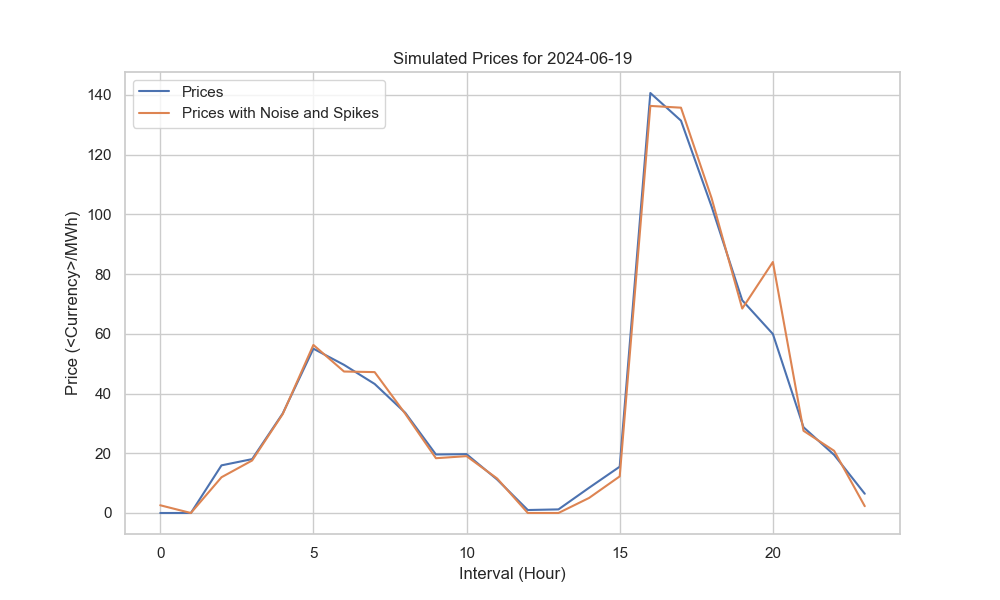 Simulated Prices for 2024-06-19
Prices
Prices with Noise and Spikes
Price (<Currency>/MWh)
140
120
100
80
60
40
20
0
0 5 10 15 20
Interval (Hour)